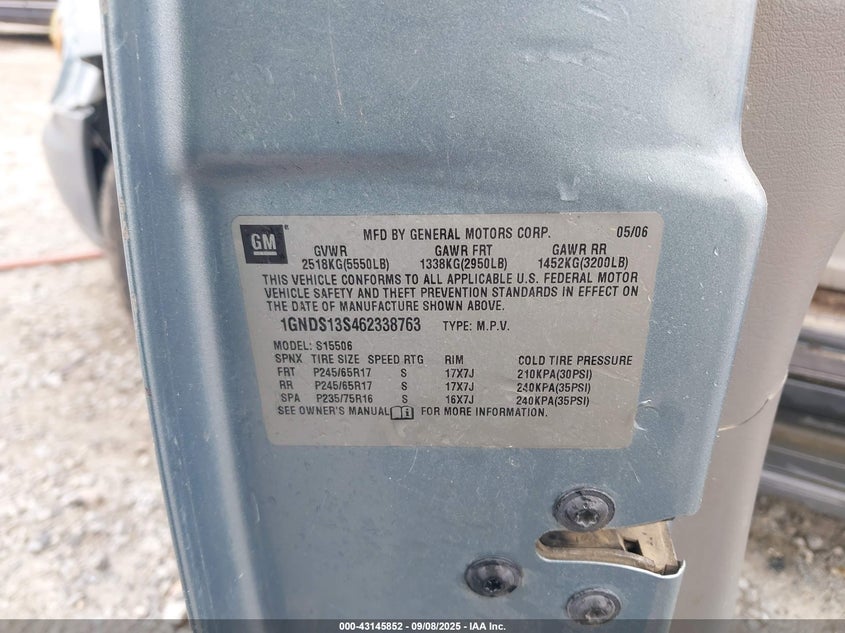 GM ® MFD BY GENERAL MOTORS CORP. 05/06
GVWR GAWR FRT GAWR RR
2518KG(5550LB) 1338KG(2950LB) 1452KG(3200LB)
THIS VEHICLE CONFORMS TO ALL APPLICABLE U.S. FEDERAL MOTOR
VEHICLE SAFETY AND THEFT PREVENTION STANDARDS IN EFFECT ON
THE DATE OF MANUFACTURE SHOWN ABOVE.
1GNDS13S462338763 TYPE: M.P.V.
MODEL: S15506
SPNX TIRE SIZE SPEED RTG RIM COLD TIRE PRESSURE
FRT P245/65R17 S 17X7J 210KPA(30PSI)
RR P245/65R17 S 17X7J 240KPA(35PSI)
SPA P235/75R16 S 16X7J 240KPA(35PSI)
SEE OWNER'S MANUAL FOR MORE INFORMATION.
000-43145852 - 09/08/2025 - IAA Inc.